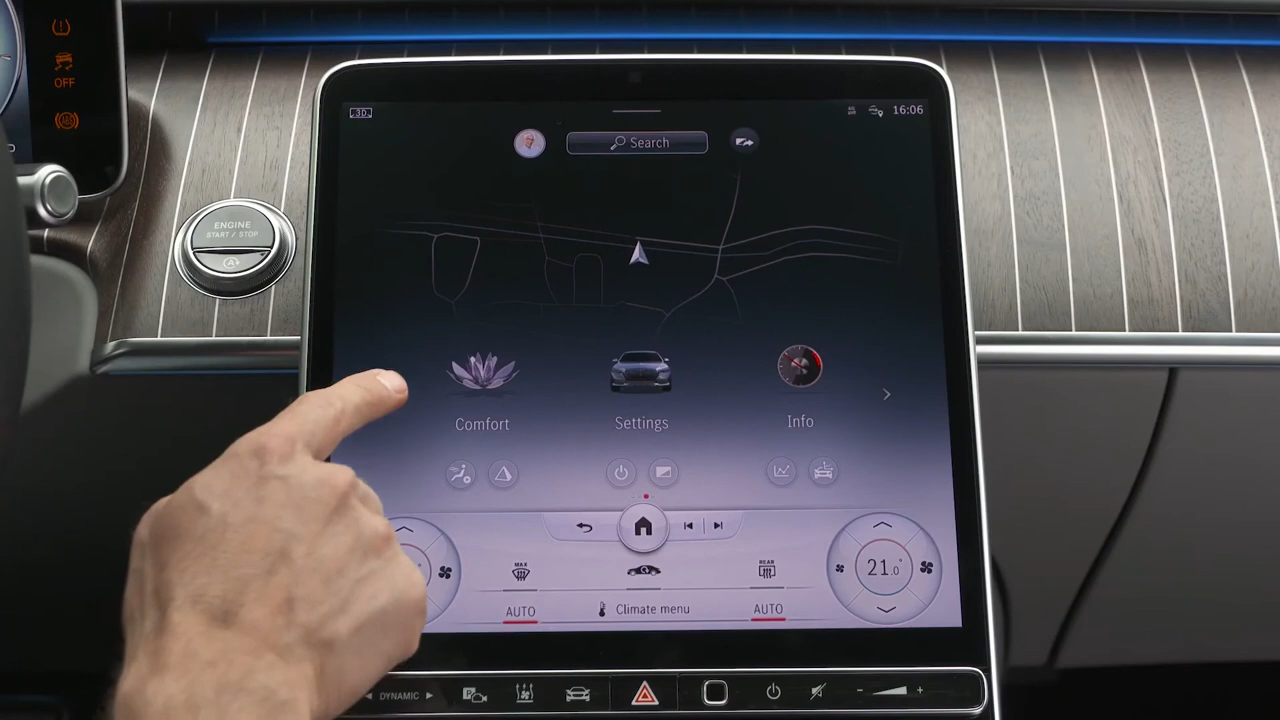 OFF
ABS
3D
16:06
Search
ENGINE
START / STOP
A
Comfort
Settings
Info
MAX
REAR
21.0°
AUTO
Climate menu
AUTO
DYNAMIC
P
- +